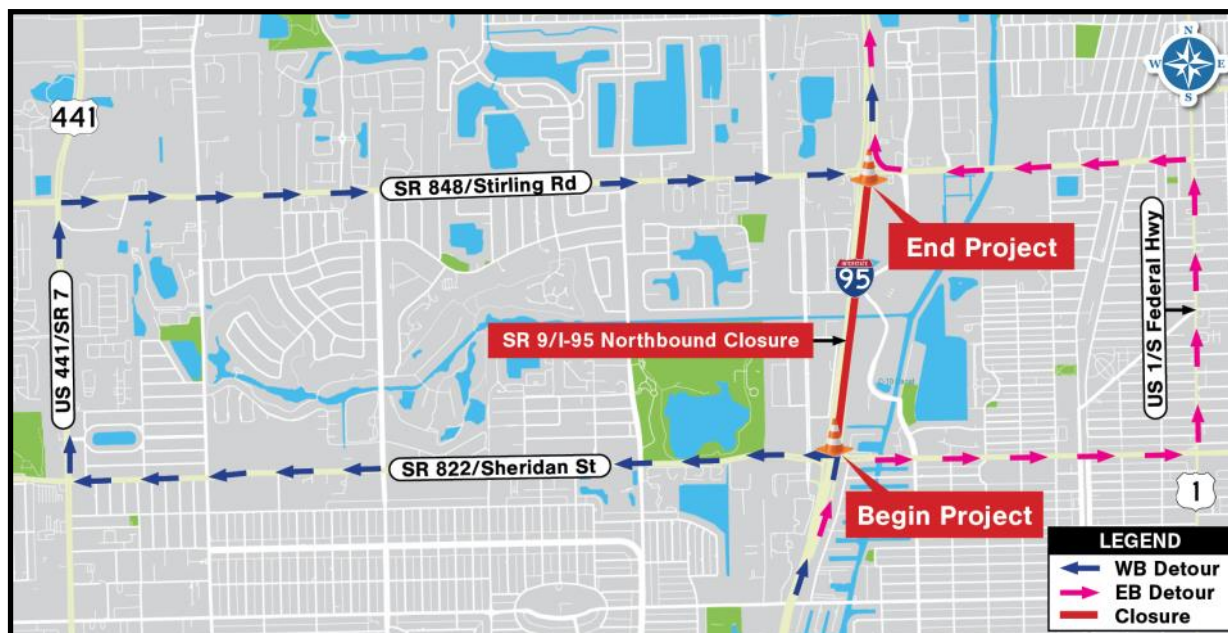 N
W E
S
441
SR 848/Stirling Rd
End Project
US 1/S Federal Hwy
INTERSTATE
95
SR 9/I-95 Northbound Closure
US 441/SR 7
SR 822/Sheridan St
1
Begin Project
LEGEND
WB Detour
EB Detour
Closure